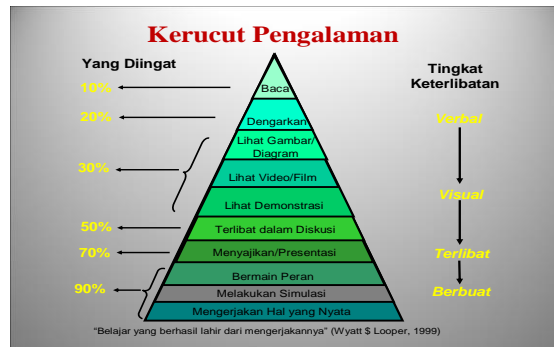 Kerucut Pengalaman
Yang Diingat
Tingkat
Keterlibatan
10%
Baca
20%
Dengarkan
Verbal
Lihat Gambar/
Diagram
30%
Lihat Video/Film
Lihat Demonstrasi
Visual
50%
Terlibat dalam Diskusi
70%
Menyajikan/Presentasi
Terlibat
90%
Bermain Peran
Melakukan Simulasi
Berbuat
Mengerjakan Hal yang Nyata
“Belajar yang berhasil lahir dari mengerjakannya” (Wyatt $ Looper, 1999)